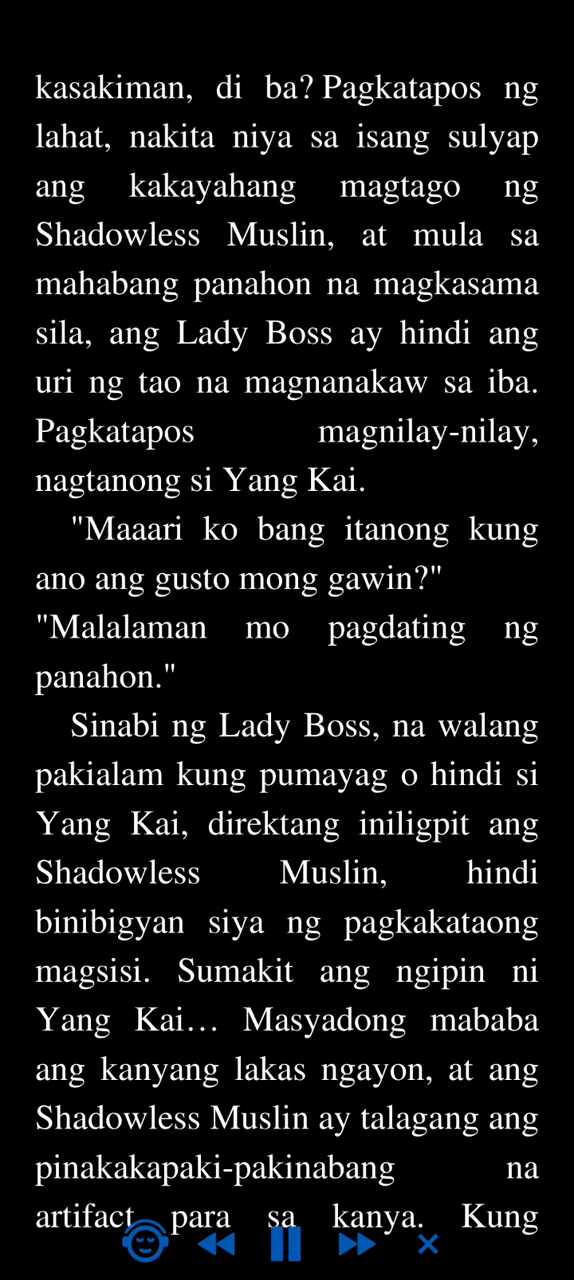 kasakiman, di ba? Pagkatapos ng
lahat, nakita niya sa isang sulyap
ang kakayahang magtago ng
Shadowless Muslin, at mula sa
mahabang panahon na magkasama
sila, ang Lady Boss ay hindi ang
uri ng tao na magnanakaw sa iba.
Pagkatapos magnilay-nilay,
nagtanong si Yang Kai.
"Maaari ko bang itanong kung
ano ang gusto mong gawin?"
"Malalaman mo pagdating ng
panahon."
Sinabi ng Lady Boss, na walang
pakialam kung pumayag o hindi si
Yang Kai, direktang iniligpit ang
Shadowless Muslin, hindi
binibigyan siya ng pagkakataong
magsisi. Sumakit ang ngipin ni
Yang Kai… Masyadong mababa
ang kanyang lakas ngayon, at ang
Shadowless Muslin ay talagang ang
pinakakapaki-pakinabang na
artifact para sa kanya. Kung